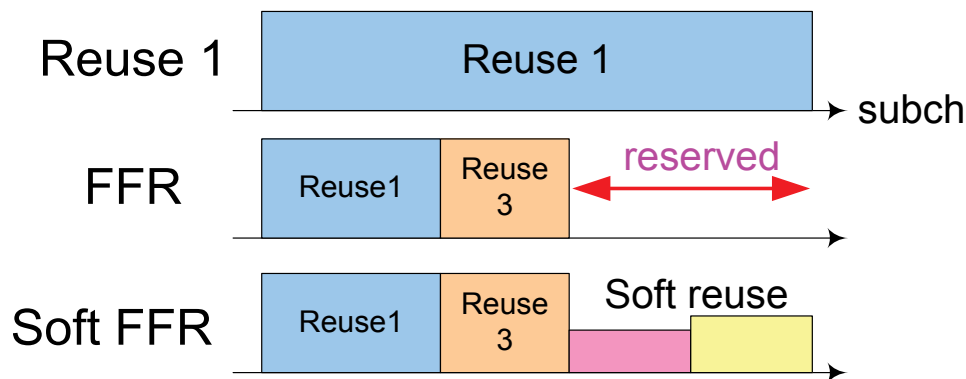 Reuse 1
Reuse 1
subch
FFR
Reuse1
Reuse
3
reserved
Soft FFR
Reuse1
Reuse
3
Soft reuse